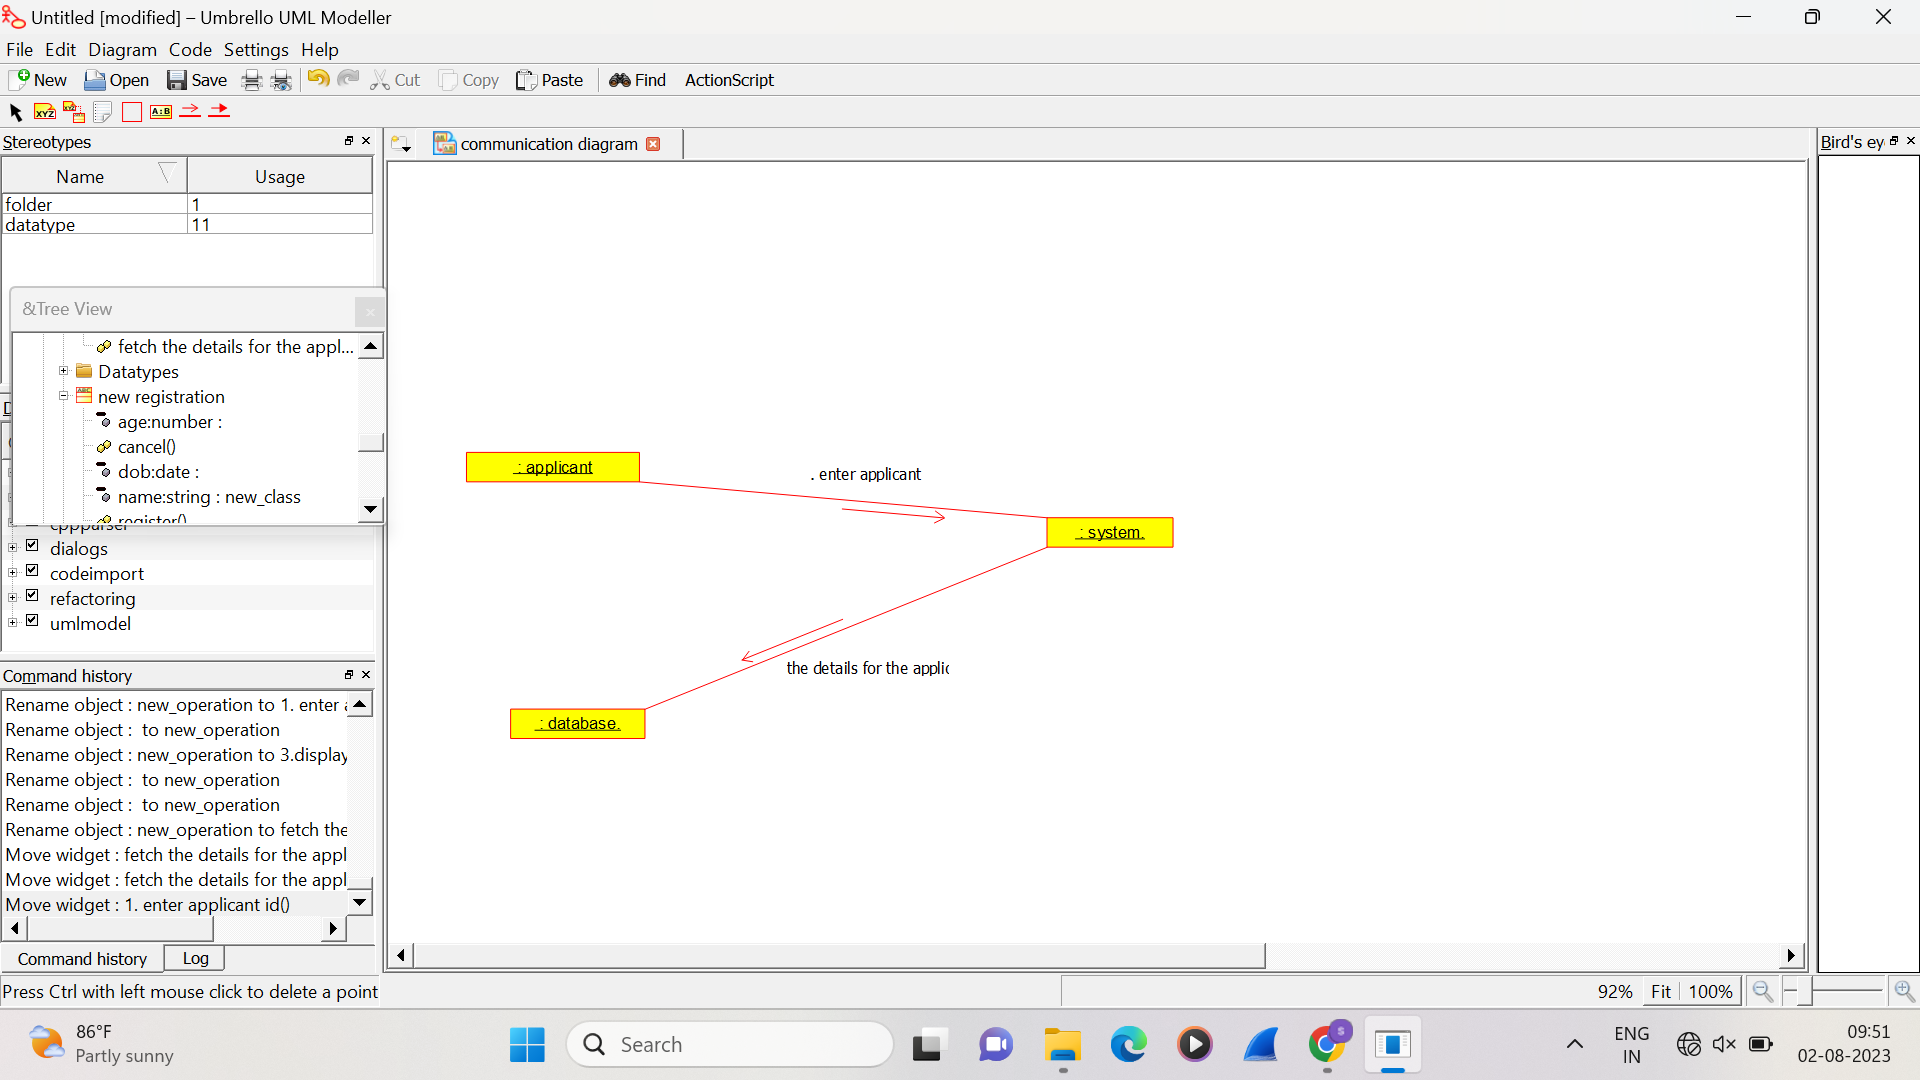 Untitled [modified] – Umbrello UML Modeller
File Edit Diagram Code Settings Help
New Open Save Cut Copy Paste Find ActionScript
XYZ XYZ A:B
Stereotypes
communication diagram
Bird's ey
Name Usage
folder 1
datatype 11
&Tree View
fetch the details for the appl...
Datatypes
new registration
age:number :
cancel()
dob:date :
name:string : new_class
register()
cppparser
dialogs
codeimport
refactoring
umlmodel
: applicant
. enter applicant
: system.
the details for the applic
: database.
Command history
Rename object : new_operation to 1. enter
Rename object : to new_operation
Rename object : new_operation to 3.display
Rename object : to new_operation
Rename object : to new_operation
Rename object : new_operation to fetch the
Move widget : fetch the details for the appl
Move widget : fetch the details for the appl
Move widget : 1. enter applicant id()
Command history Log
Press Ctrl with left mouse click to delete a point
92% Fit 100%
86°F
Partly sunny
Search
S
ENG
IN
09:51
02-08-2023